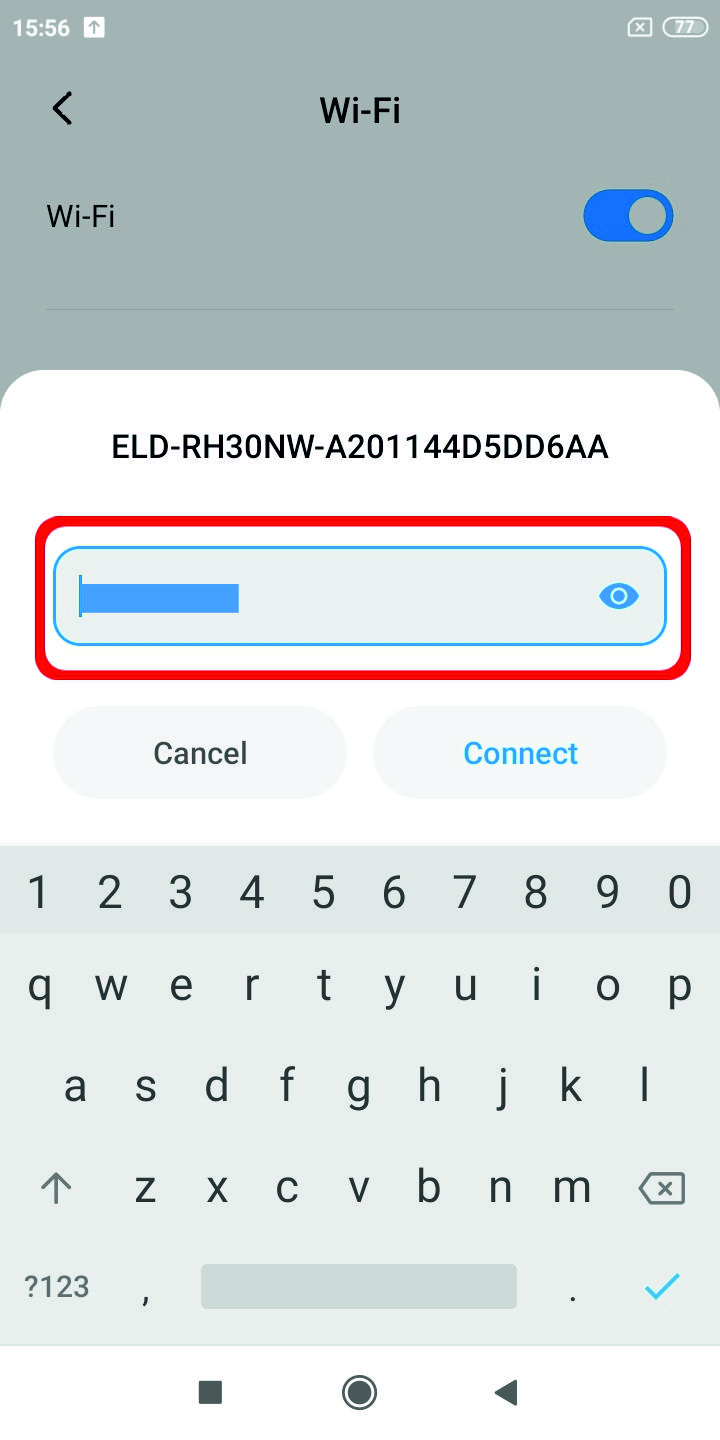 15:56 77
Wi-Fi
Wi-Fi
ELD-RH30NW-A201144D5DD6AA
Cancel Connect
1 2 3 4 5 6 7 8 9 0
q w e r t y u i o p
a s d f g h j k l
z x c v b n m
?123 , .